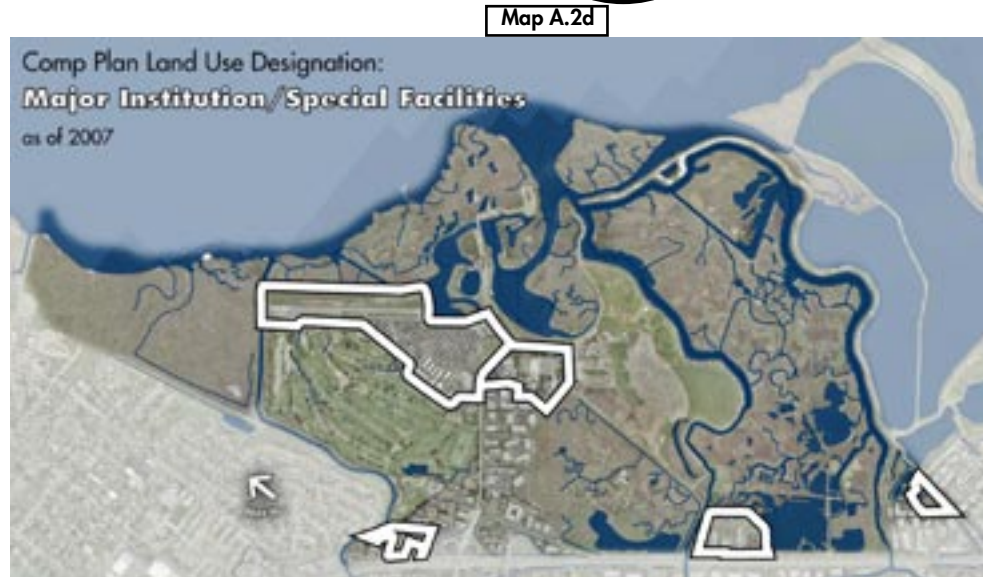 Map A.2d
Comp Plan Land Use Designation:
Major Institution/Special Facilities
as of 2007